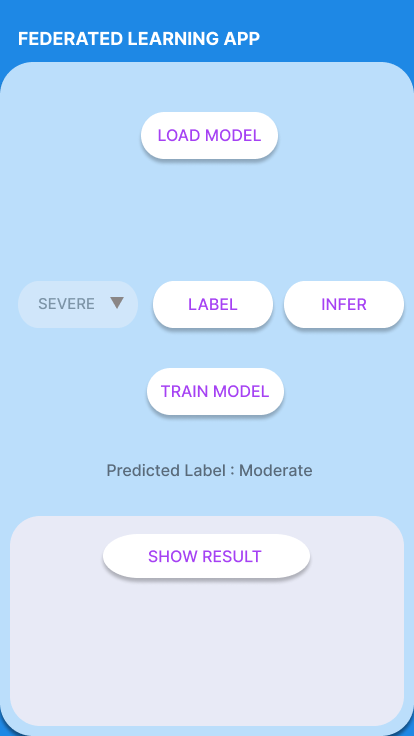 FEDERATED LEARNING APP
LOAD MODEL
SEVERE
LABEL
INFER
TRAIN MODEL
Predicted Label : Moderate
SHOW RESULT